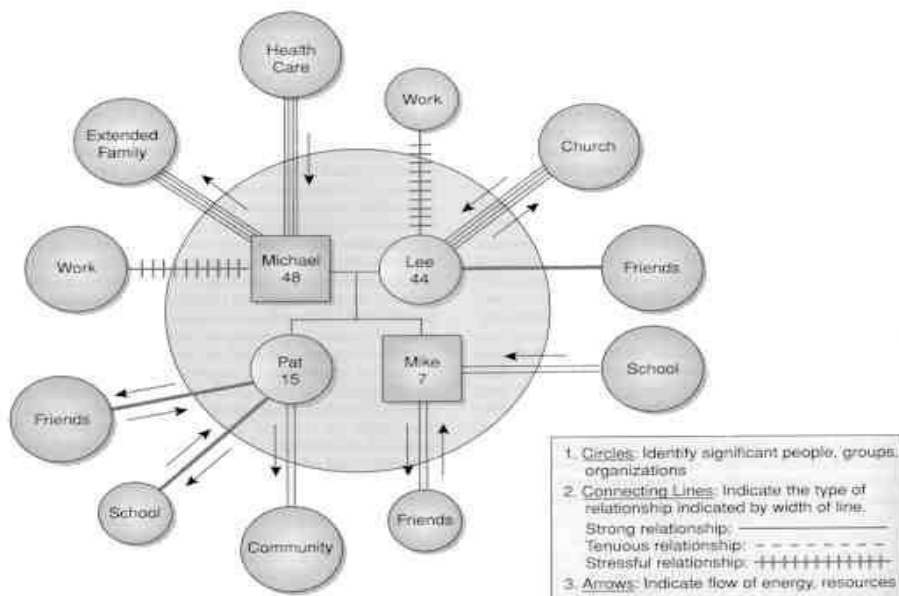 Health
Care
Work
Extended
Family
Church
Work
Michael
48
Lee
44
Friends
Pat
15
Mike
7
School
Friends
School
Community
Friends
1. Circles: Identify significant people, groups,
organizations
2. Connecting Lines: Indicate the type of
relationship indicated by width of line.
Strong relationship:
Tenuous relationship:
Stressful relationship:
3. Arrows: Indicate flow of energy, resources